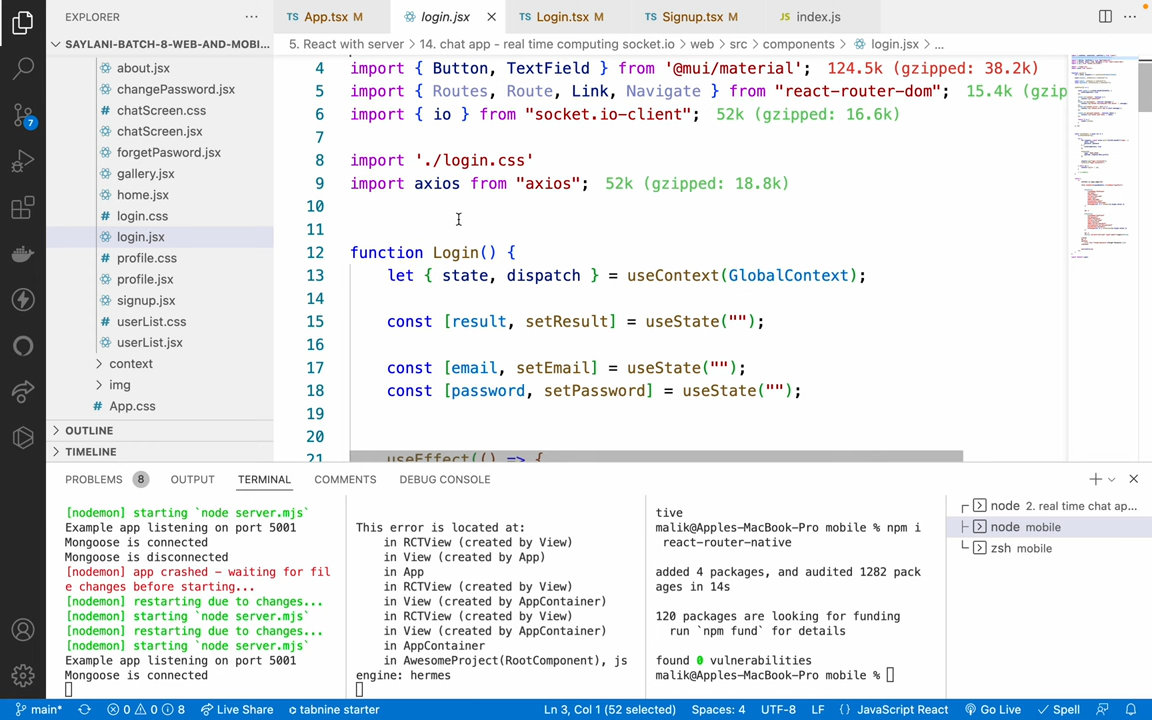 EXPLORER
SAYLANI-BATCH-8-WEB-AND-MOBI...
about.jsx
changePassword.jsx
chatScreen.css
chatScreen.jsx
forgetPasword.jsx
gallery.jsx
home.jsx
login.css
login.jsx
profile.css
profile.jsx
signup.jsx
userList.css
userList.jsx
context
img
App.css
OUTLINE
TIMELINE
7
TS App.tsx M
login.jsx
TS Login.tsx M
TS Signup.tsx M
JS index.js
5. React with server > 14. chat app - real time computing socket.io > web > src > components > login.jsx > ...
4 import { Button, TextField } from '@mui/material'; 124.5k (gzipped: 38.2k)
5 import { Routes, Route, Link, Navigate } from "react-router-dom"; 15.4k (gzip
6 import { io } from "socket.io-client"; 52k (gzipped: 16.6k)
7
8 import './login.css'
9 import axios from "axios"; 52k (gzipped: 18.8k)
10
11
12 function Login() {
13 let { state, dispatch } = useContext(GlobalContext);
14
15 const [result, setResult] = useState("");
16
17 const [email, setEmail] = useState("");
18 const [password, setPassword] = useState("");
19
20
21 useEffect(() => {
PROBLEMS 8 OUTPUT TERMINAL COMMENTS DEBUG CONSOLE
[nodemon] starting `node server.mjs`
Example app listening on port 5001
Mongoose is connected
Mongoose is disconnected
[nodemon] app crashed - waiting for fil
e changes before starting...
[nodemon] restarting due to changes...
[nodemon] starting `node server.mjs`
[nodemon] restarting due to changes...
[nodemon] starting `node server.mjs`
Example app listening on port 5001
Mongoose is connected
This error is located at:
in RCTView (created by View)
in View (created by App)
in App
in RCTView (created by View)
in View (created by AppContainer)
in RCTView (created by View)
in View (created by AppContainer)
in AppContainer
in AwesomeProject(RootComponent), js
engine: hermes
tive
malik@Apples-MacBook-Pro mobile % npm i
react-router-native
added 4 packages, and audited 1282 pack
ages in 14s
120 packages are looking for funding
run `npm fund` for details
found 0 vulnerabilities
malik@Apples-MacBook-Pro mobile %
node 2. real time chat ap...
node mobile
zsh mobile
main* 0 0 8 Live Share tabnine starter Ln 3, Col 1 (52 selected) Spaces: 4 UTF-8 LF {} JavaScript React Go Live Spell